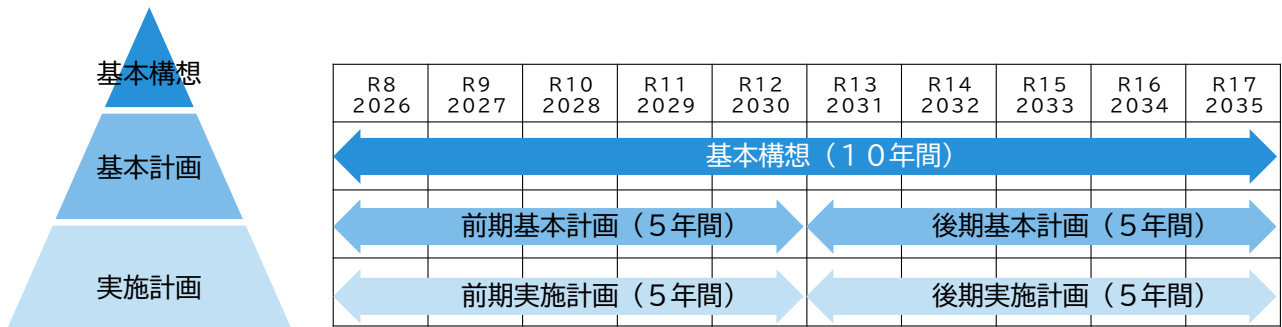 基本構想
基本計画
実施計画
R8 R9 R10 R11 R12 R13 R14 R15 R16 R17
2026 2027 2028 2029 2030 2031 2032 2033 2034 2035
基本構想（１０年間）
前期基本計画（５年間） 後期基本計画（５年間）
前期実施計画（５年間） 後期実施計画（５年間）